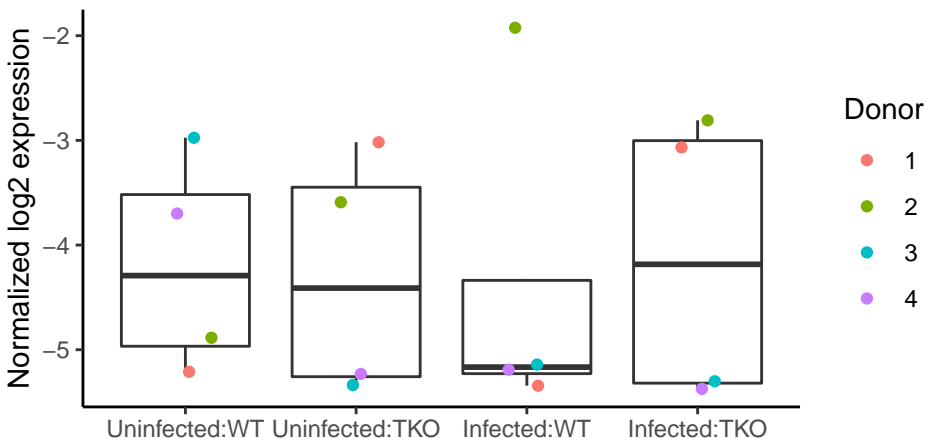 Normalized log2 expression
−2
−3
−4
−5
Uninfected:WT
Uninfected:TKO
Infected:WT
Infected:TKO
Donor
1
2
3
4